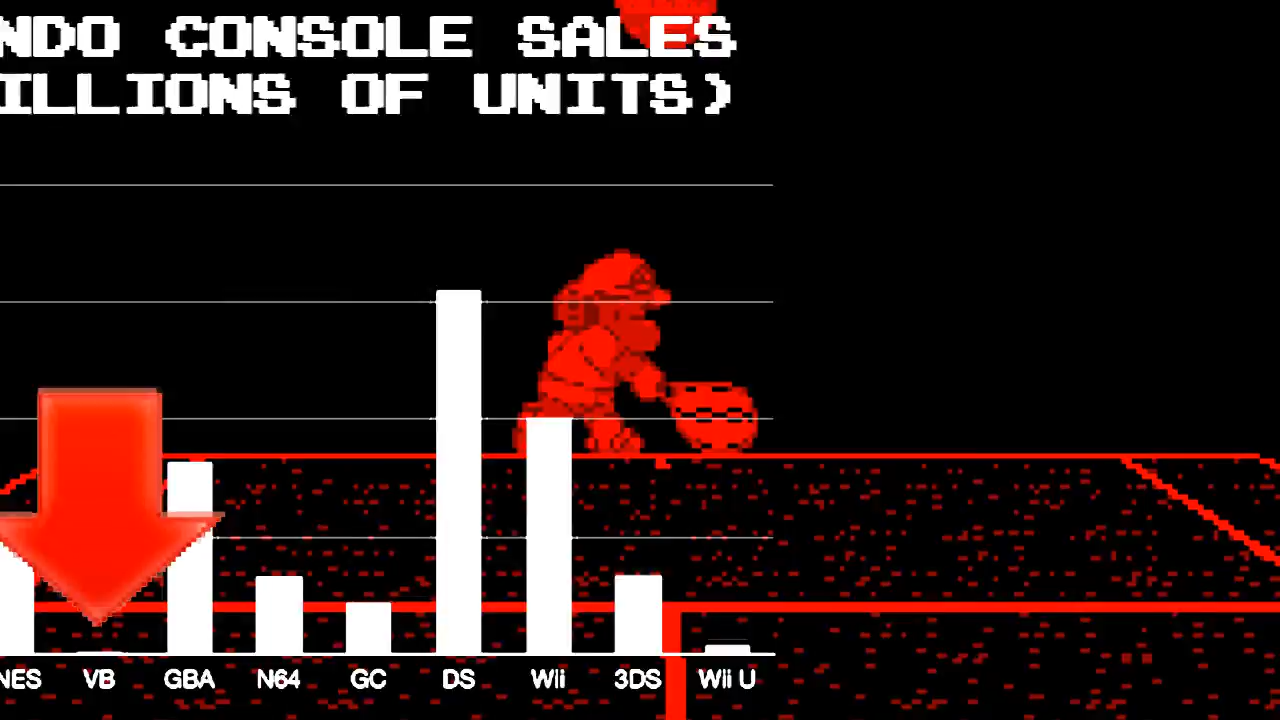 NDO CONSOLE SALES
ILLIONS OF UNITS)
NES VB GBA N64 GC DS Wii 3DS Wii U